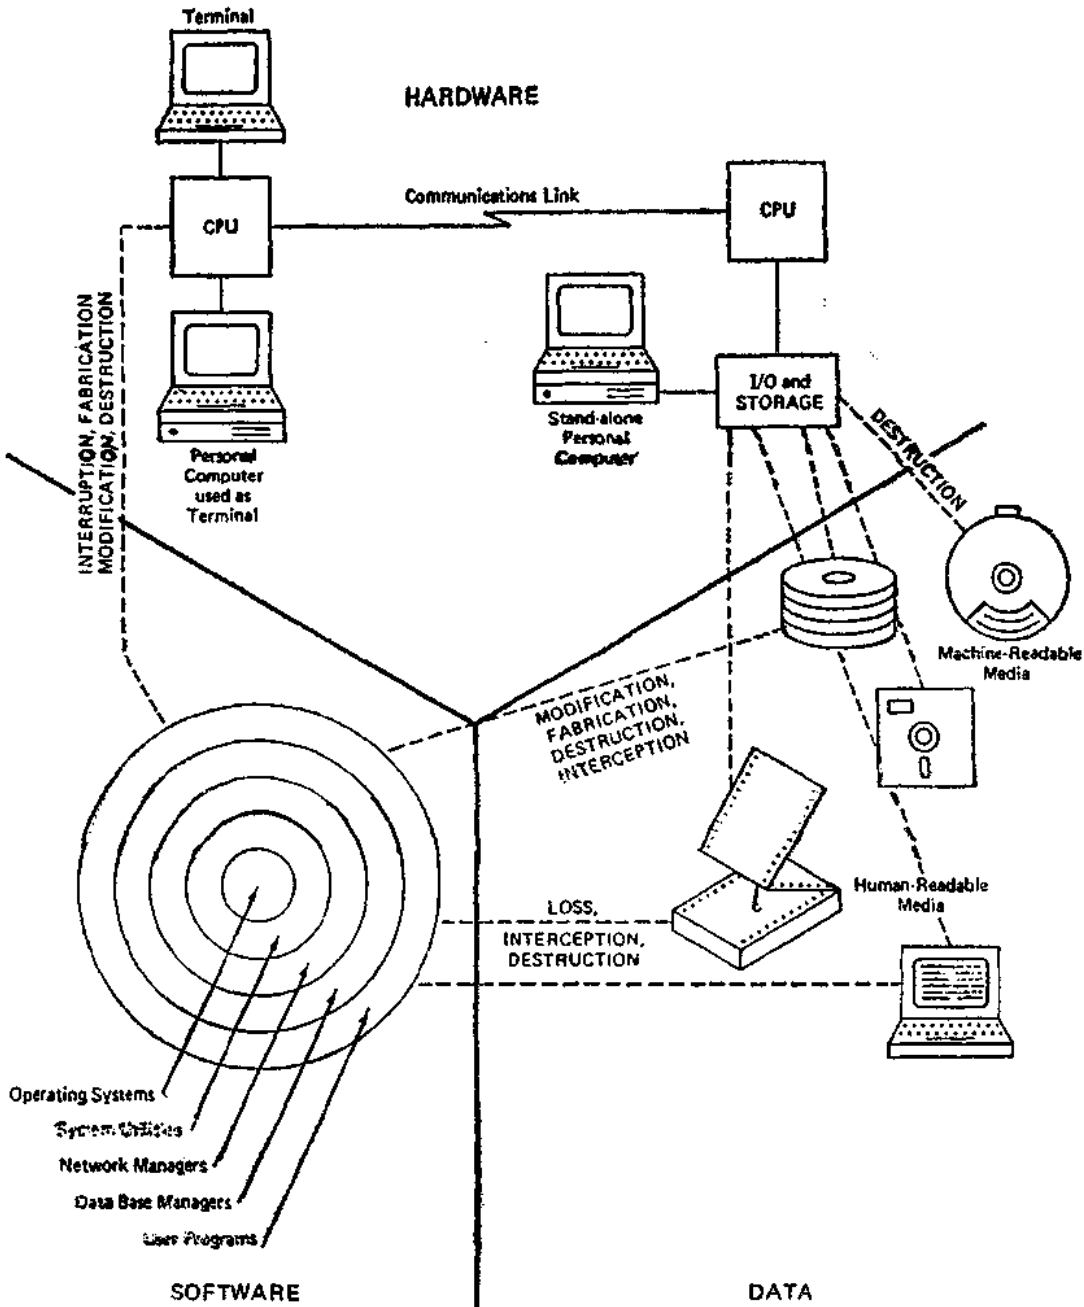 Terminal
HARDWARE
Communications Link
CPU
CPU
INTERRUPTION, FABRICATION
MODIFICATION, DESTRUCTION
I/O and
STORAGE
Stand-alone
Personal
Computer
DESTRUCTION
Personal
Computer
used as
Terminal
Machine-Readable
Media
MODIFICATION,
FABRICATION,
DESTRUCTION,
INTERCEPTION
Human-Readable
Media
LOSS,
INTERCEPTION,
DESTRUCTION
Operating Systems
System Utilities
Network Managers
Data Base Managers
User Programs
SOFTWARE
DATA